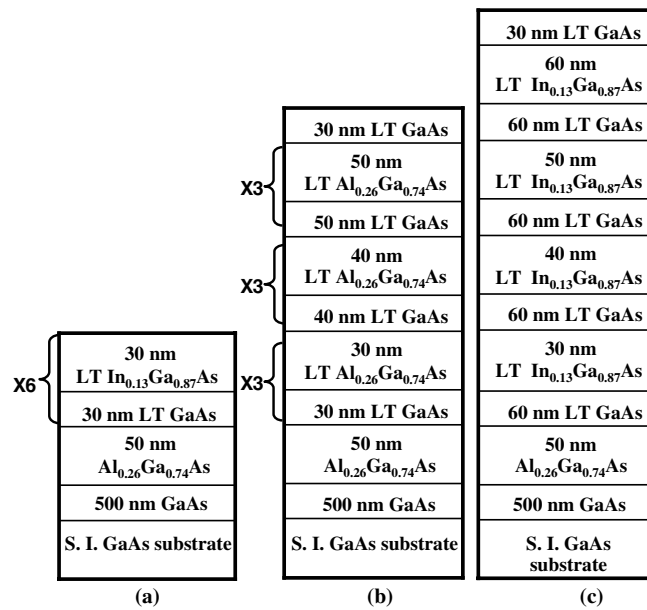 X6
30 nm
LT In0.13Ga0.87As
30 nm LT GaAs
50 nm
Al0.26Ga0.74As
500 nm GaAs
S. I. GaAs substrate
(a)
30 nm LT GaAs
X3
50 nm
LT Al0.26Ga0.74As
50 nm LT GaAs
X3
40 nm
LT Al0.26Ga0.74As
40 nm LT GaAs
X3
30 nm
LT Al0.26Ga0.74As
30 nm LT GaAs
50 nm
Al0.26Ga0.74As
500 nm GaAs
S. I. GaAs substrate
(b)
30 nm LT GaAs
60 nm
LT In0.13Ga0.87As
60 nm LT GaAs
50 nm
LT In0.13Ga0.87As
60 nm LT GaAs
40 nm
LT In0.13Ga0.87As
60 nm LT GaAs
30 nm
LT In0.13Ga0.87As
60 nm LT GaAs
50 nm
Al0.26Ga0.74As
500 nm GaAs
S. I. GaAs
substrate
(c)